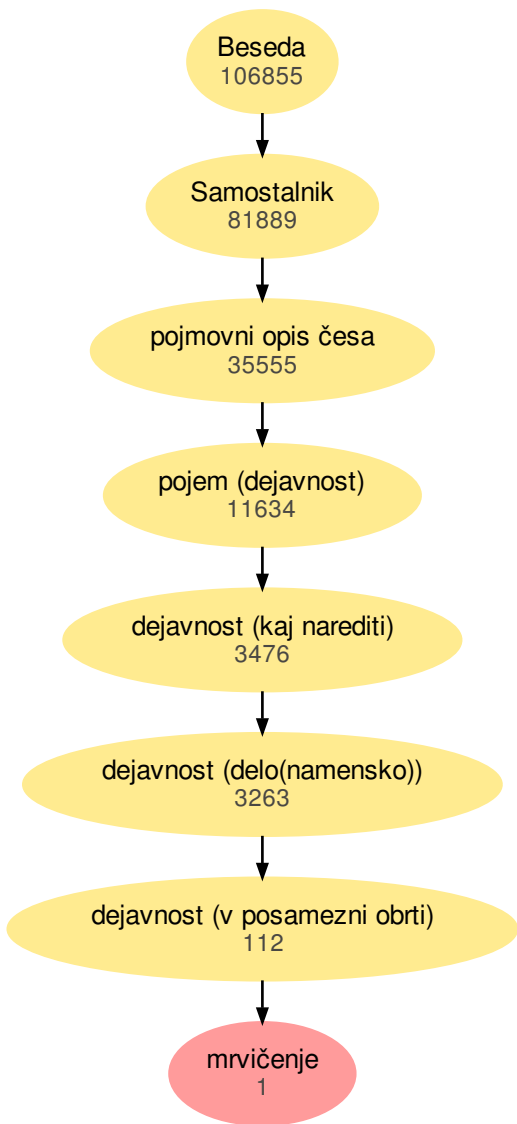 Beseda
106855
Samostalnik
81889
pojmovni opis česa
35555
pojem (dejavnost)
11634
dejavnost (kaj narediti)
3476
dejavnost (delo(namensko))
3263
dejavnost (v posamezni obrti)
112
mrvičenje
1